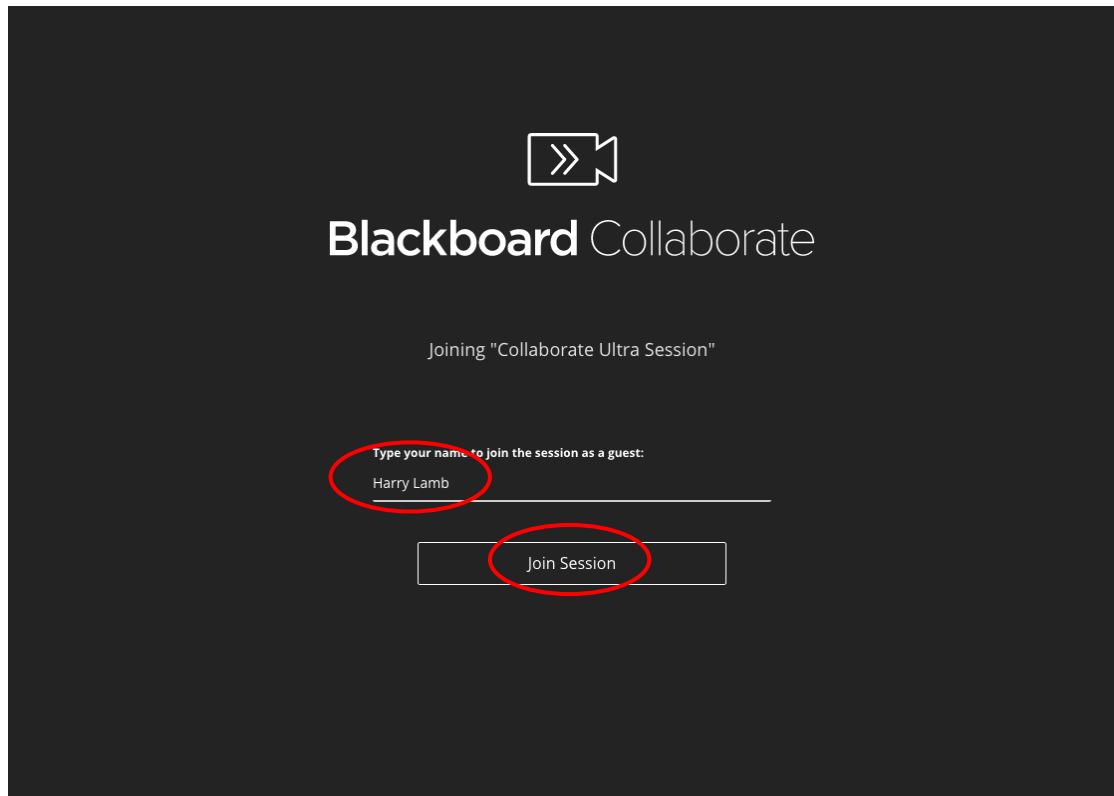 Blackboard Collaborate
Joining "Collaborate Ultra Session"
Type your name to join the session as a guest:
Harry Lamb
Join Session